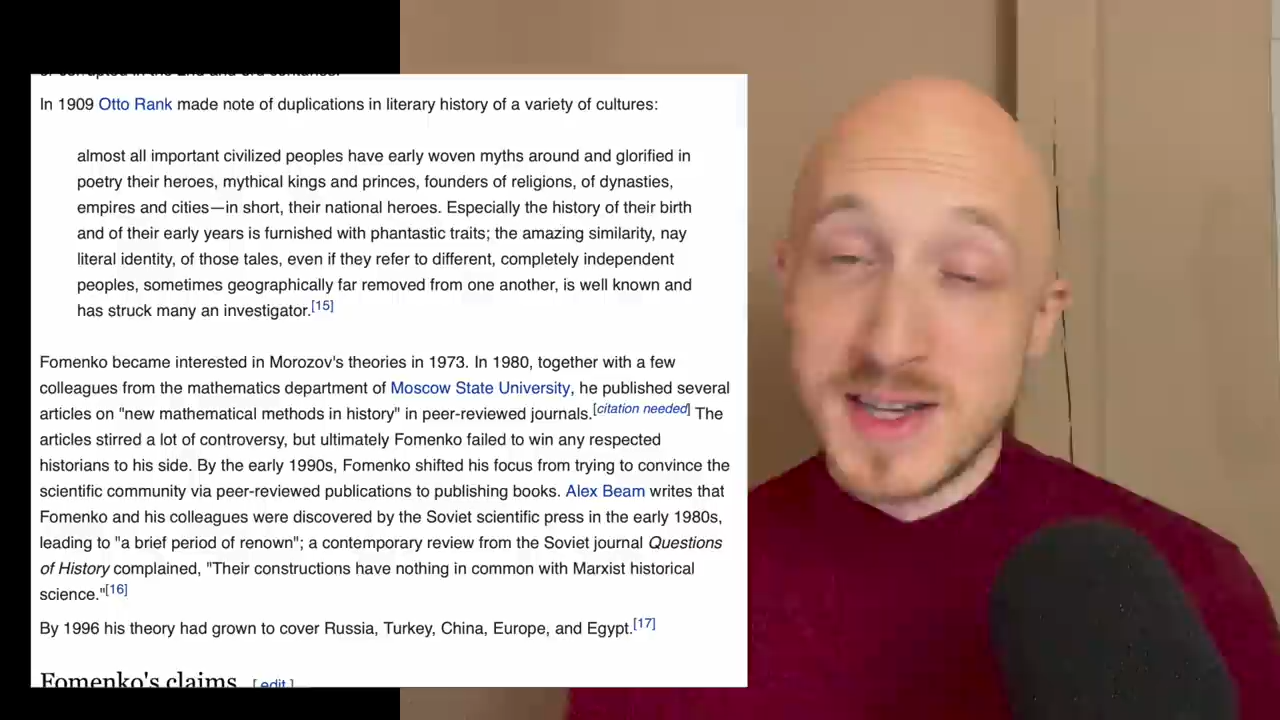 or corrupted in the 2nd and 3rd centuries.
In 1909 Otto Rank made note of duplications in literary history of a variety of cultures:
almost all important civilized peoples have early woven myths around and glorified in
poetry their heroes, mythical kings and princes, founders of religions, of dynasties,
empires and cities—in short, their national heroes. Especially the history of their birth
and of their early years is furnished with phantastic traits; the amazing similarity, nay
literal identity, of those tales, even if they refer to different, completely independent
peoples, sometimes geographically far removed from one another, is well known and
has struck many an investigator.[15]
Fomenko became interested in Morozov's theories in 1973. In 1980, together with a few
colleagues from the mathematics department of Moscow State University, he published several
articles on "new mathematical methods in history" in peer-reviewed journals.[citation needed] The
articles stirred a lot of controversy, but ultimately Fomenko failed to win any respected
historians to his side. By the early 1990s, Fomenko shifted his focus from trying to convince the
scientific community via peer-reviewed publications to publishing books. Alex Beam writes that
Fomenko and his colleagues were discovered by the Soviet scientific press in the early 1980s,
leading to "a brief period of renown"; a contemporary review from the Soviet journal Questions
of History complained, "Their constructions have nothing in common with Marxist historical
science."[16]
By 1996 his theory had grown to cover Russia, Turkey, China, Europe, and Egypt.[17]
Fomenko's claims [ edit ]